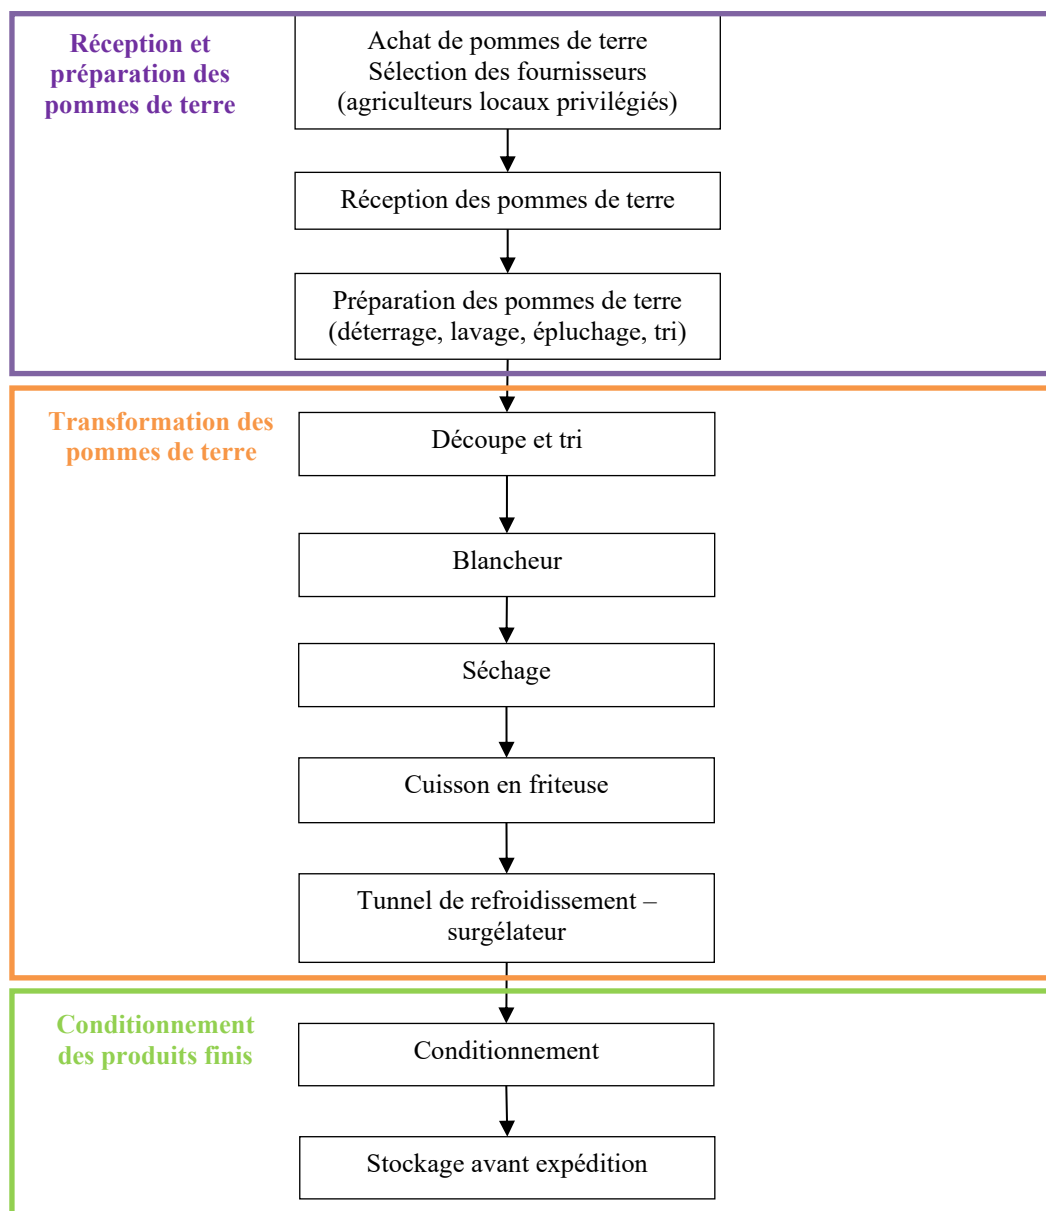 Réception et
préparation des
pommes de terre
Achat de pommes de terre
Sélection des fournisseurs
(agriculteurs locaux privilégiés)
Réception des pommes de terre
Préparation des pommes de terre
(déterrage, lavage, épluchage, tri)
Transformation des
pommes de terre
Découpe et tri
Blancheur
Séchage
Cuisson en friteuse
Tunnel de refroidissement –
surgélateur
Conditionnement
des produits finis
Conditionnement
Stockage avant expédition